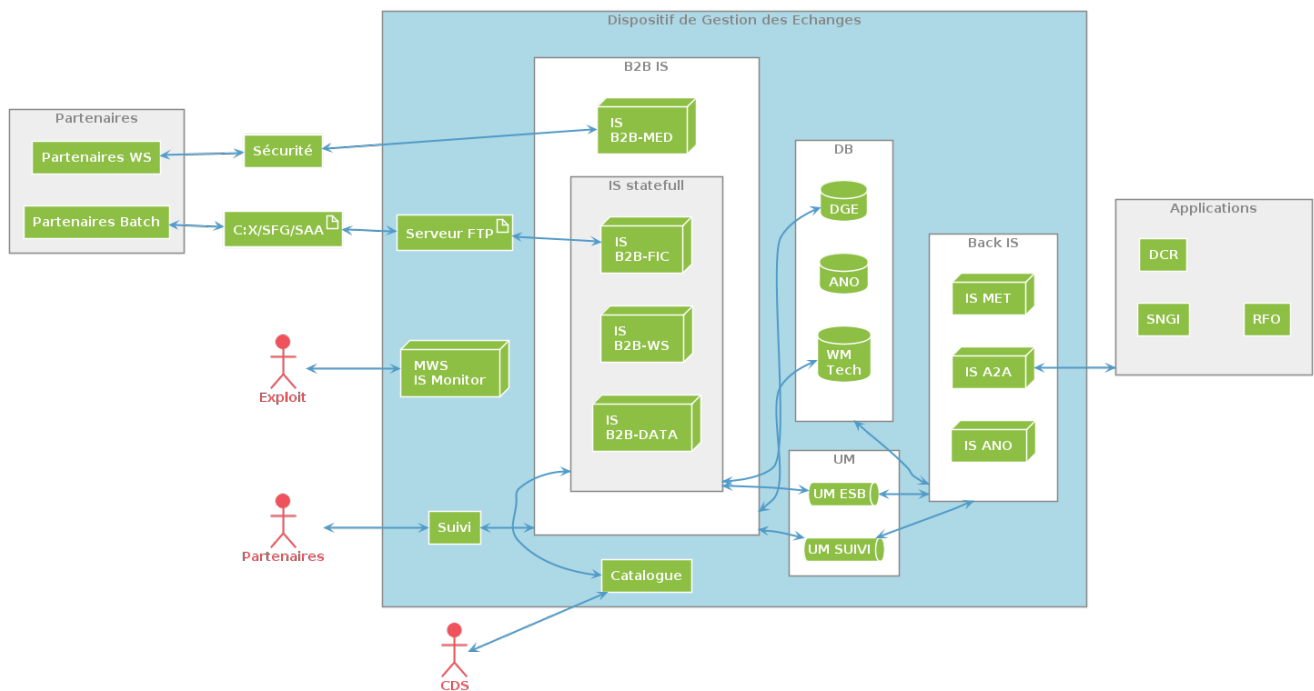 Dispositif de Gestion des Echanges
Partenaires
Partenaires WS
Partenaires Batch
Sécurité
C:X/SFG/SAA
Serveur FTP
Exploit
MWS
IS Monitor
Partenaires
Suivi
CDS
Catalogue
B2B IS
IS
B2B-MED
IS statefull
IS
B2B-FIC
IS
B2B-WS
IS
B2B-DATA
DB
DGE
ANO
WM
Tech
UM
UM ESB
UM SUIVI
Back IS
IS MET
IS A2A
IS ANO
Applications
DCR
SNGI
RFO